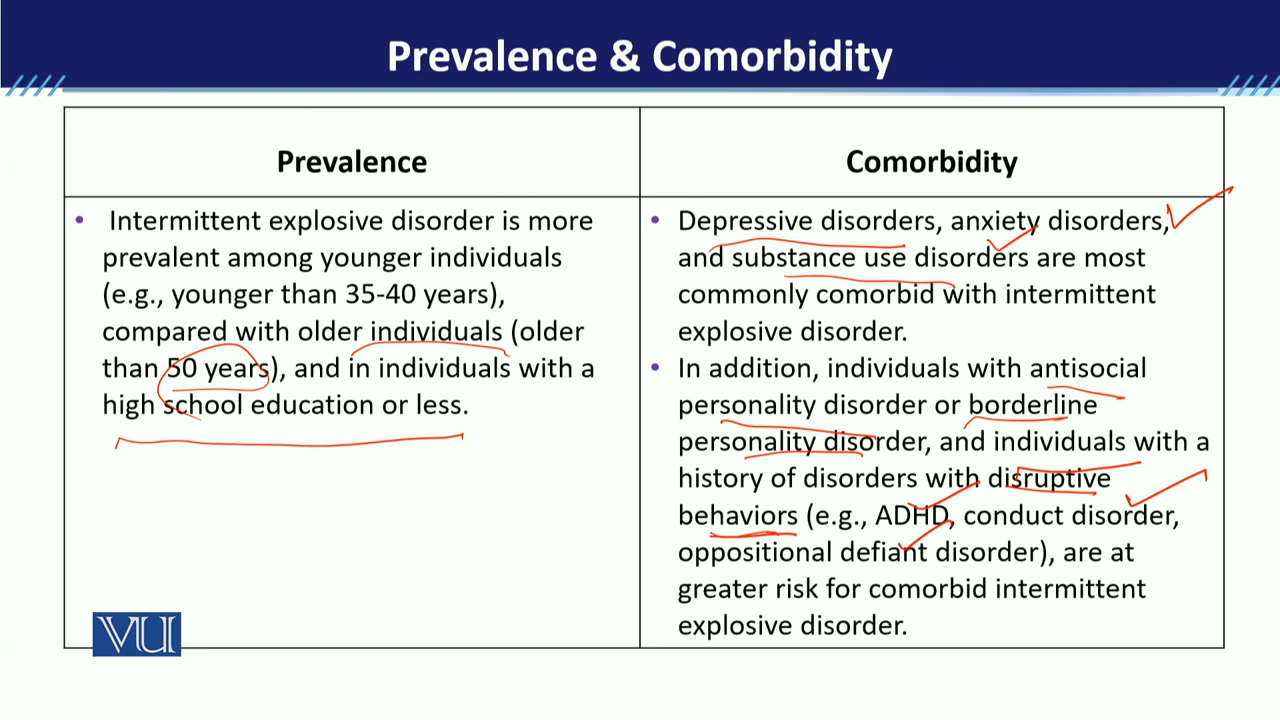 Prevalence & Comorbidity
Prevalence
• Intermittent explosive disorder is more
prevalent among younger individuals
(e.g., younger than 35-40 years),
compared with older individuals (older
than 50 years), and in individuals with a
high school education or less.
Comorbidity
• Depressive disorders, anxiety disorders,
and substance use disorders are most
commonly comorbid with intermittent
explosive disorder.
• In addition, individuals with antisocial
personality disorder or borderline
personality disorder, and individuals with a
history of disorders with disruptive
behaviors (e.g., ADHD, conduct disorder,
oppositional defiant disorder), are at
greater risk for comorbid intermittent
explosive disorder.
VU